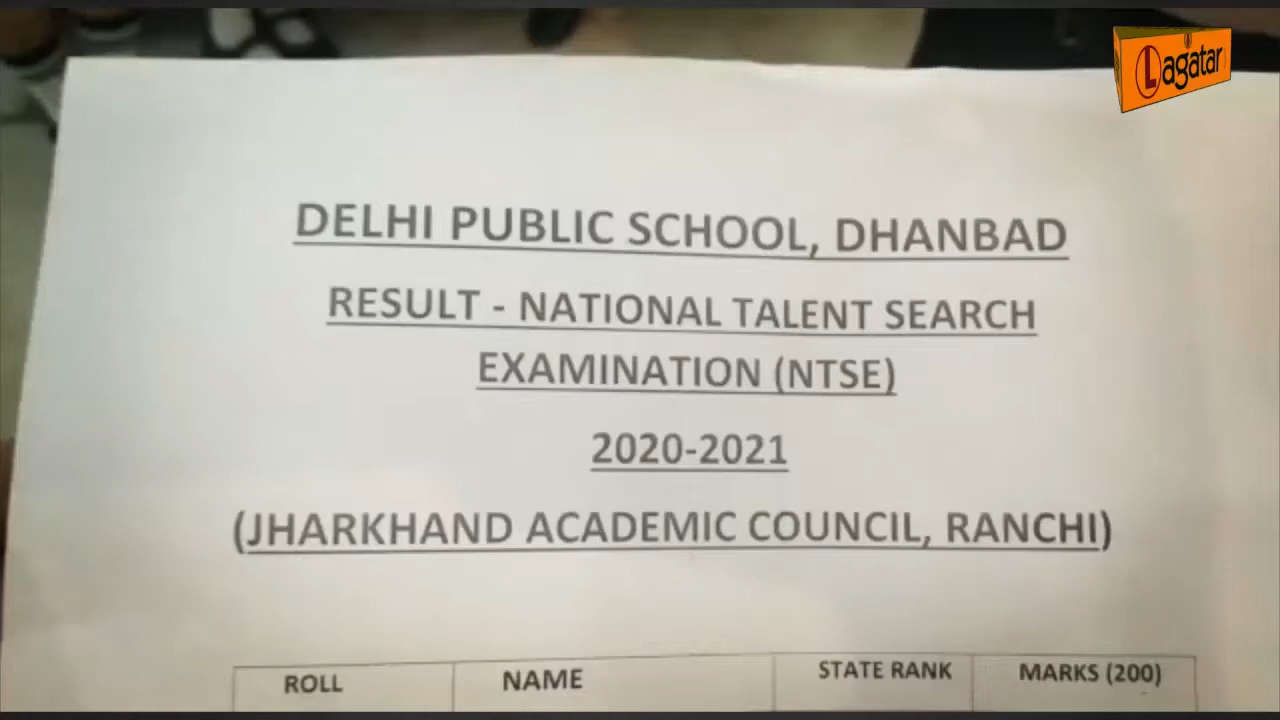 Lagatar
DELHI PUBLIC SCHOOL, DHANBAD
RESULT - NATIONAL TALENT SEARCH
EXAMINATION (NTSE)
2020-2021
(JHARKHAND ACADEMIC COUNCIL, RANCHI)
ROLL NAME STATE RANK MARKS (200)